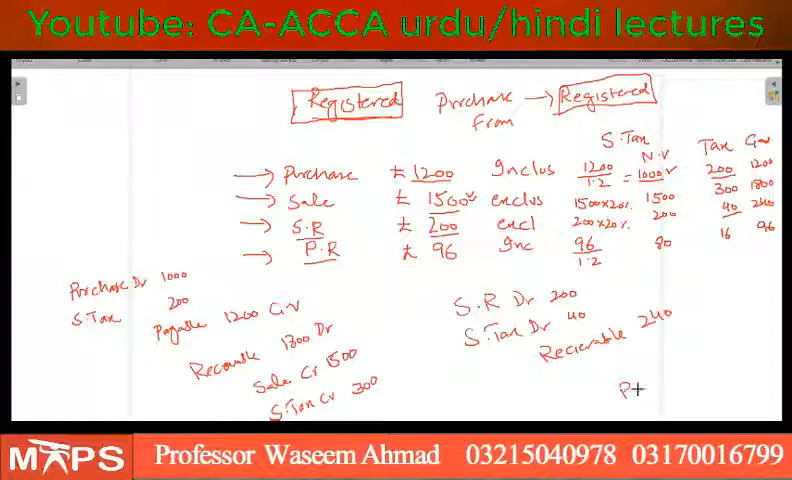 Youtube: CA-ACCA urdu/hindi lectures
Registered Purchase From → Registered
S.Tax
N.V Tax G.V
→ Purchase £ 1200 Inclus 1200/1.2 = 1000 200 1200
→ Sale £ 1500 exclus 1500×20% 1500 300 1800
→ S.R £ 200 excl 200×20% 200 40 240
→ P.R £ 96 Inc 96/1.2 80 16 96
Purchase Dr 1000
S.Tax 200
Payable 1200 G.V
Dr
Sale Cr 1500
S.Tax Cr 300
S.R Dr 200
S.Tax Dr 40
Recievable 240
P
MAPS Professor Waseem Ahmad 03215040978 03170016799